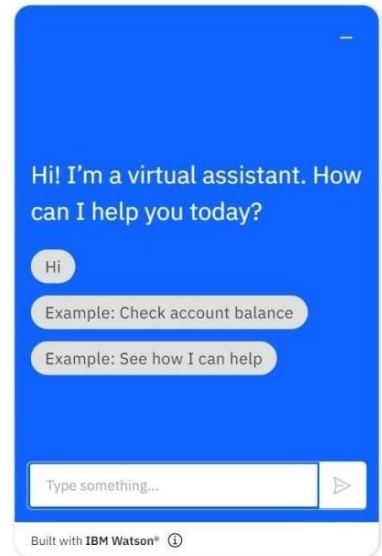 Hi! I'm a virtual assistant. How
can I help you today?
Hi
Example: Check account balance
Example: See how I can help
Type something...
Built with IBM Watson®